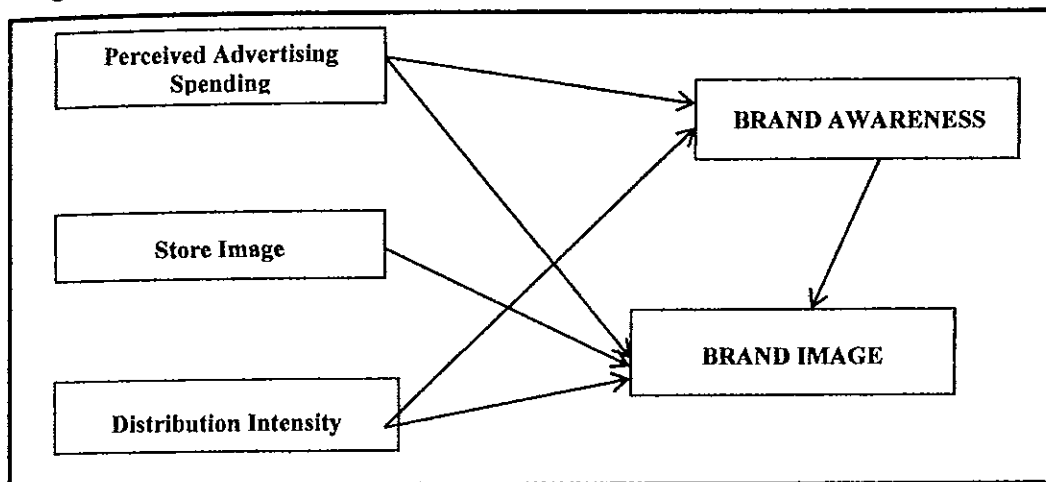 Perceived Advertising
Spending
BRAND AWARENESS
Store Image
BRAND IMAGE
Distribution Intensity